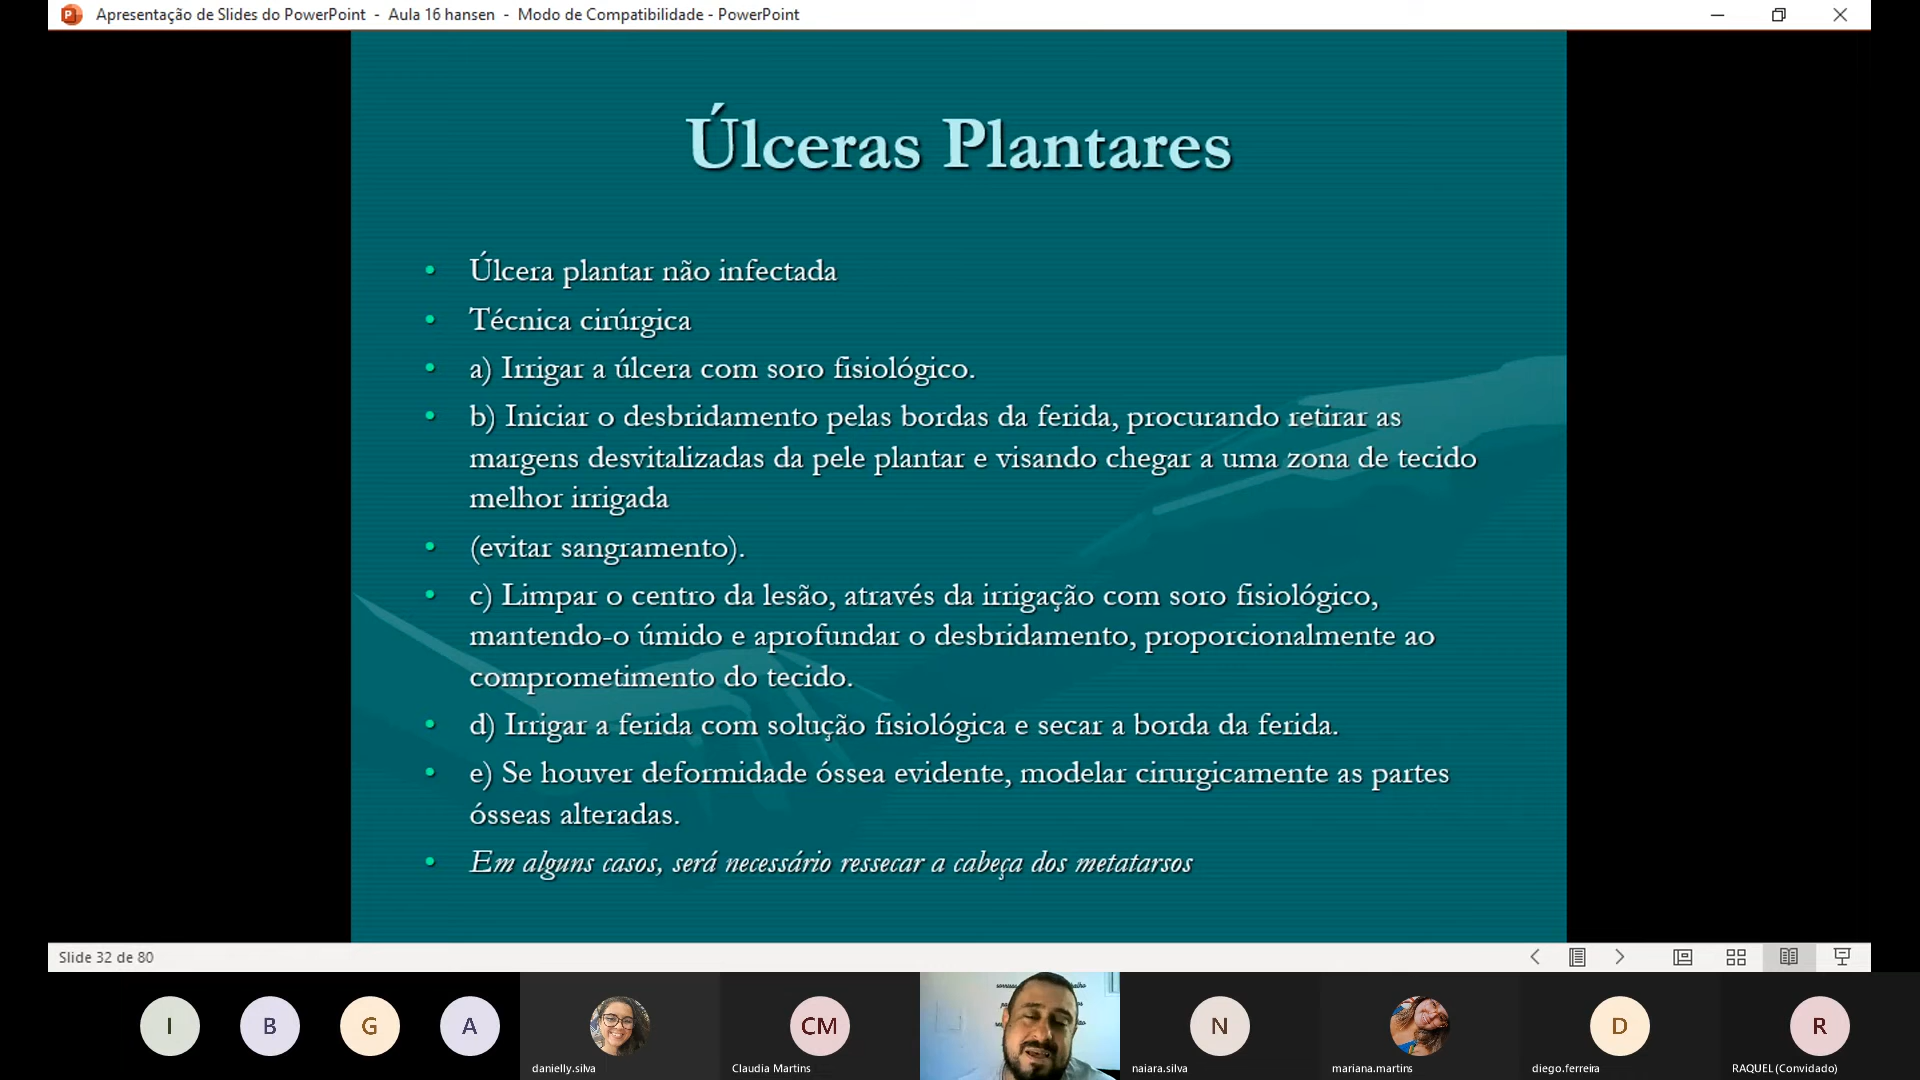 Apresentação de Slides do PowerPoint - Aula 16 hansen - Modo de Compatibilidade - PowerPoint
Úlceras Plantares
• Úlcera plantar não infectada
• Técnica cirúrgica
• a) Irrigar a úlcera com soro fisiológico.
• b) Iniciar o desbridamento pelas bordas da ferida, procurando retirar as
margens desvitalizadas da pele plantar e visando chegar a uma zona de tecido
melhor irrigada
• (evitar sangramento).
• c) Limpar o centro da lesão, através da irrigação com soro fisiológico,
mantendo-o úmido e aprofundar o desbridamento, proporcionalmente ao
comprometimento do tecido.
• d) Irrigar a ferida com solução fisiológica e secar a borda da ferida.
• e) Se houver deformidade óssea evidente, modelar cirurgicamente as partes
ósseas alteradas.
• Em alguns casos, será necessário ressecar a cabeça dos metatarsos
Slide 32 de 80
I B G A CM N D R
danielly.silva Claudia Martins naiara.silva mariana.martins diego.ferreira RAQUEL (Convidado)